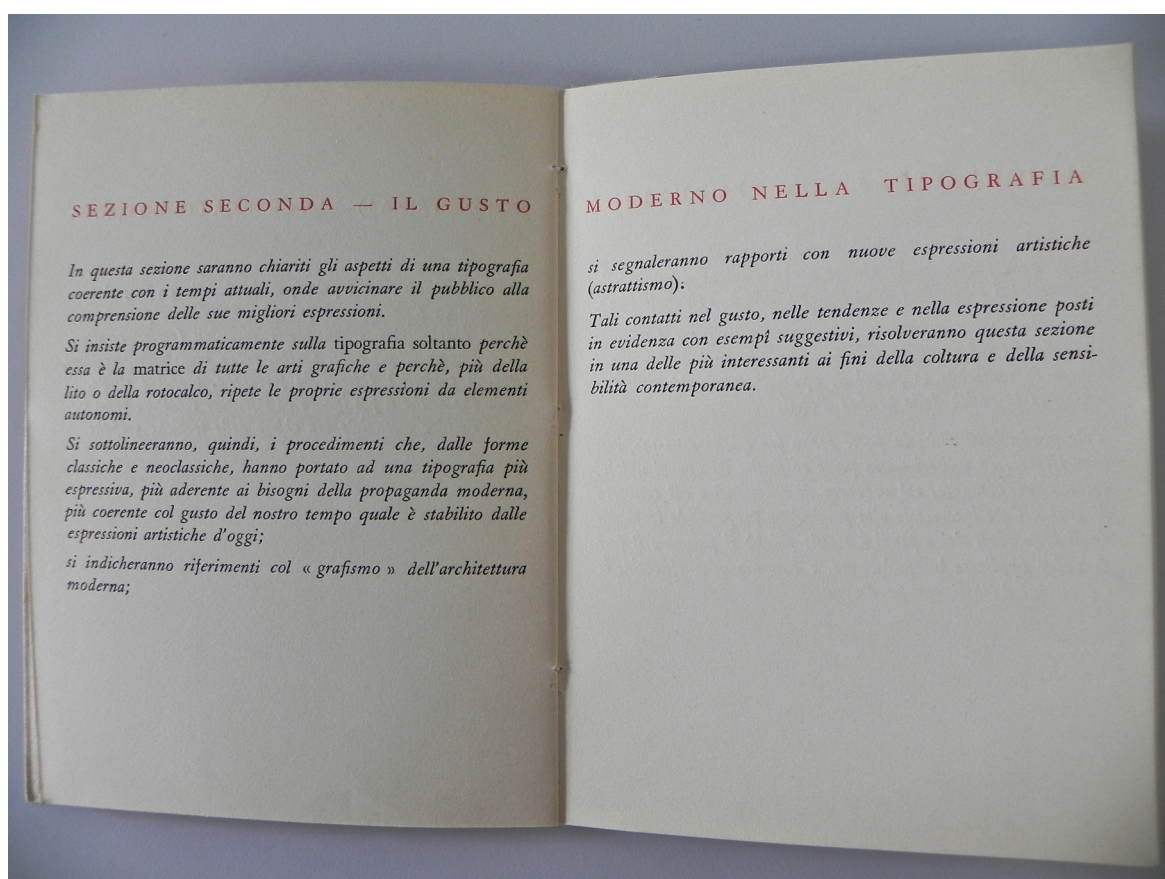 SEZIONE SECONDA — IL GUSTO
In questa sezione saranno chiariti gli aspetti di una tipografia
coerente con i tempi attuali, onde avvicinare il pubblico alla
comprensione delle sue migliori espressioni.
Si insiste programmaticamente sulla tipografia soltanto perchè
essa è la matrice di tutte le arti grafiche e perchè, più della
lito o della rotocalco, ripete le proprie espressioni da elementi
autonomi.
Si sottolineeranno, quindi, i procedimenti che, dalle forme
classiche e neoclassiche, hanno portato ad una tipografia più
espressiva, più aderente ai bisogni della propaganda moderna,
più coerente col gusto del nostro tempo quale è stabilito dalle
espressioni artistiche d'oggi;
si indicheranno riferimenti col « grafismo » dell'architettura
moderna;
MODERNO NELLA TIPOGRAFIA
si segnaleranno rapporti con nuove espressioni artistiche
(astrattismo).
Tali contatti nel gusto, nelle tendenze e nella espressione posti
in evidenza con esempî suggestivi, risolveranno questa sezione
in una delle più interessanti ai fini della coltura e della sensi-
bilità contemporanea.